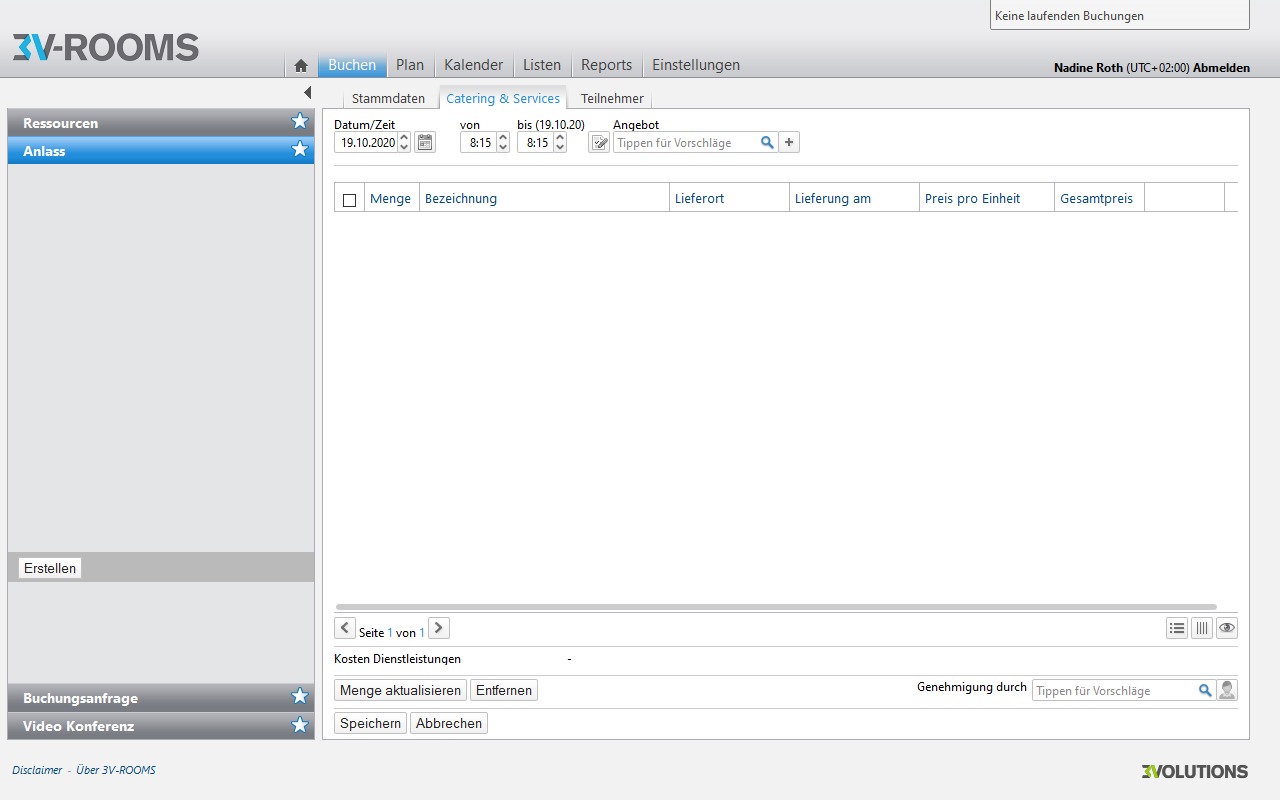 Keine laufenden Buchungen
3V-ROOMS
Buchen Plan Kalender Listen Reports Einstellungen
Nadine Roth (UTC+02:00) Abmelden
Stammdaten Catering & Services Teilnehmer
Ressourcen
Anlass
Datum/Zeit von bis (19.10.20) Angebot
19.10.2020 8:15 8:15 Tippen für Vorschläge
Menge Bezeichnung Lieferort Lieferung am Preis pro Einheit Gesamtpreis
Erstellen
Seite 1 von 1
Kosten Dienstleistungen -
Menge aktualisieren Entfernen Genehmigung durch Tippen für Vorschläge
Buchungsanfrage
Video Konferenz
Speichern Abbrechen
Disclaimer - Über 3V-ROOMS
3VOLUTIONS